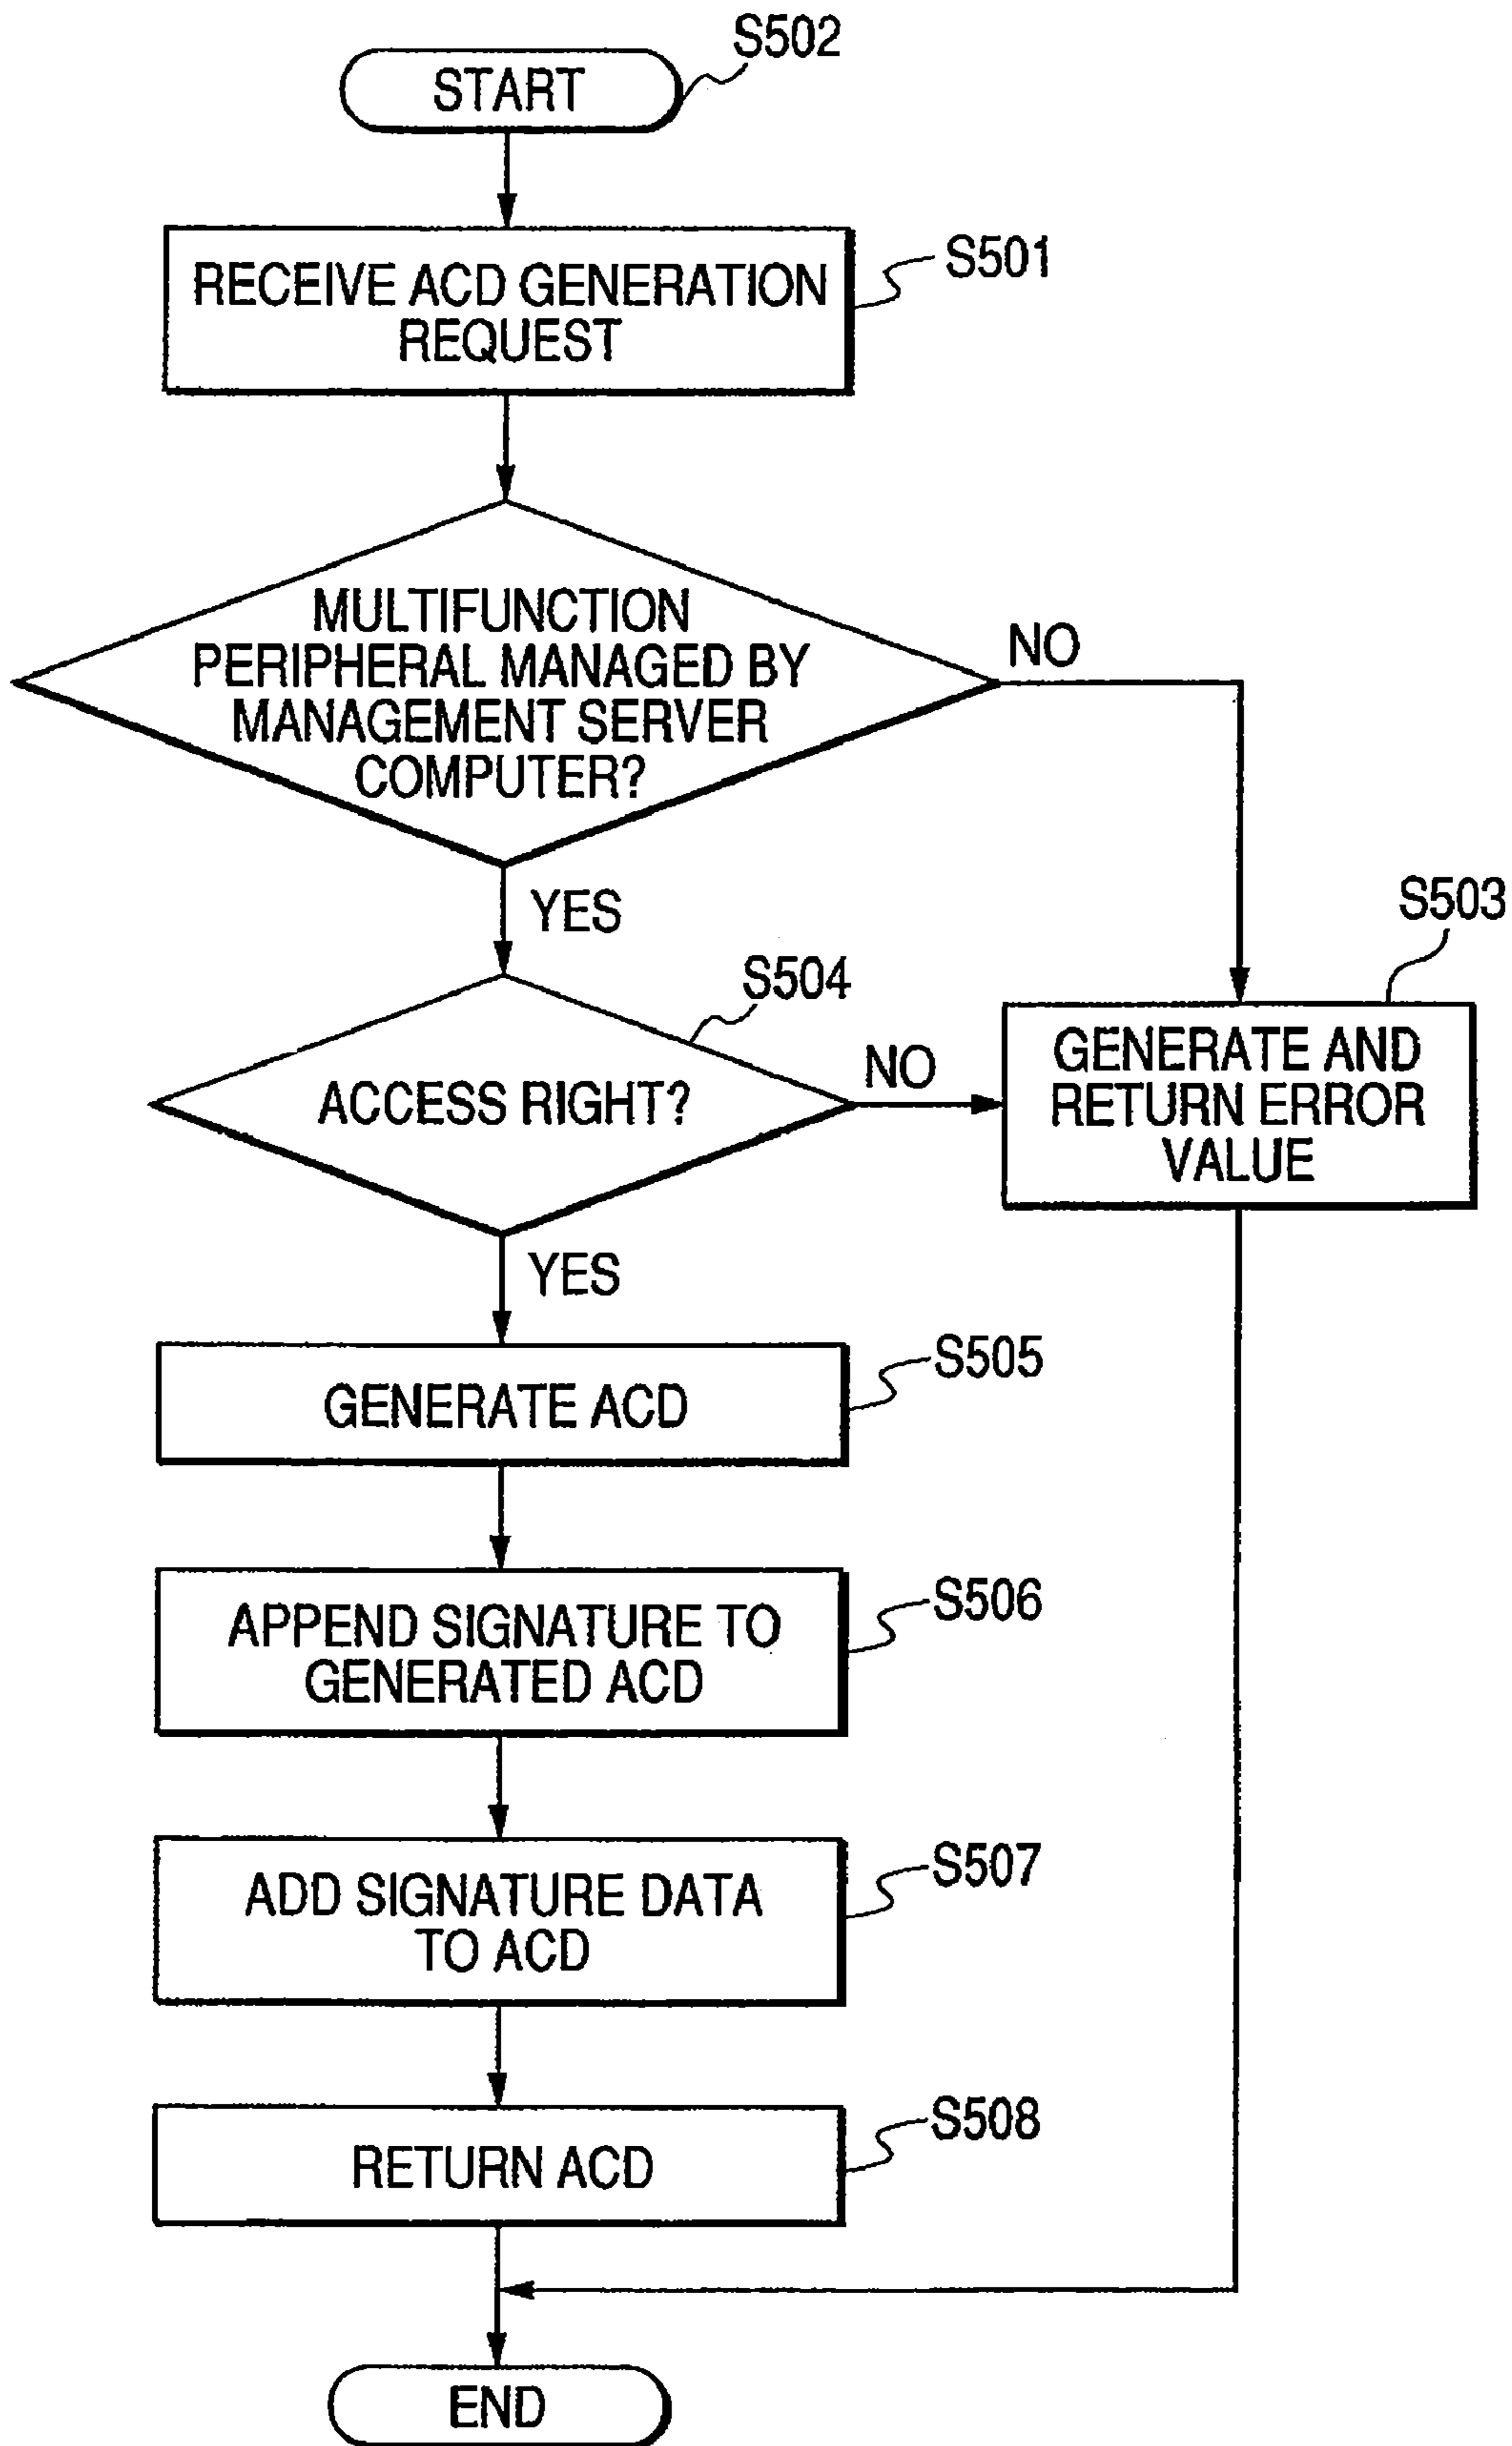 S502
START
S501
RECEIVE ACD GENERATION
REQUEST
MULTIFUNCTION
PERIPHERAL MANAGED BY
MANAGEMENT SERVER
COMPUTER?
NO
YES
S503
GENERATE AND
RETURN ERROR
VALUE
S504
ACCESS RIGHT?
NO
YES
S505
GENERATE ACD
S506
APPEND SIGNATURE TO
GENERATED ACD
S507
ADD SIGNATURE DATA
TO ACD
S508
RETURN ACD
END